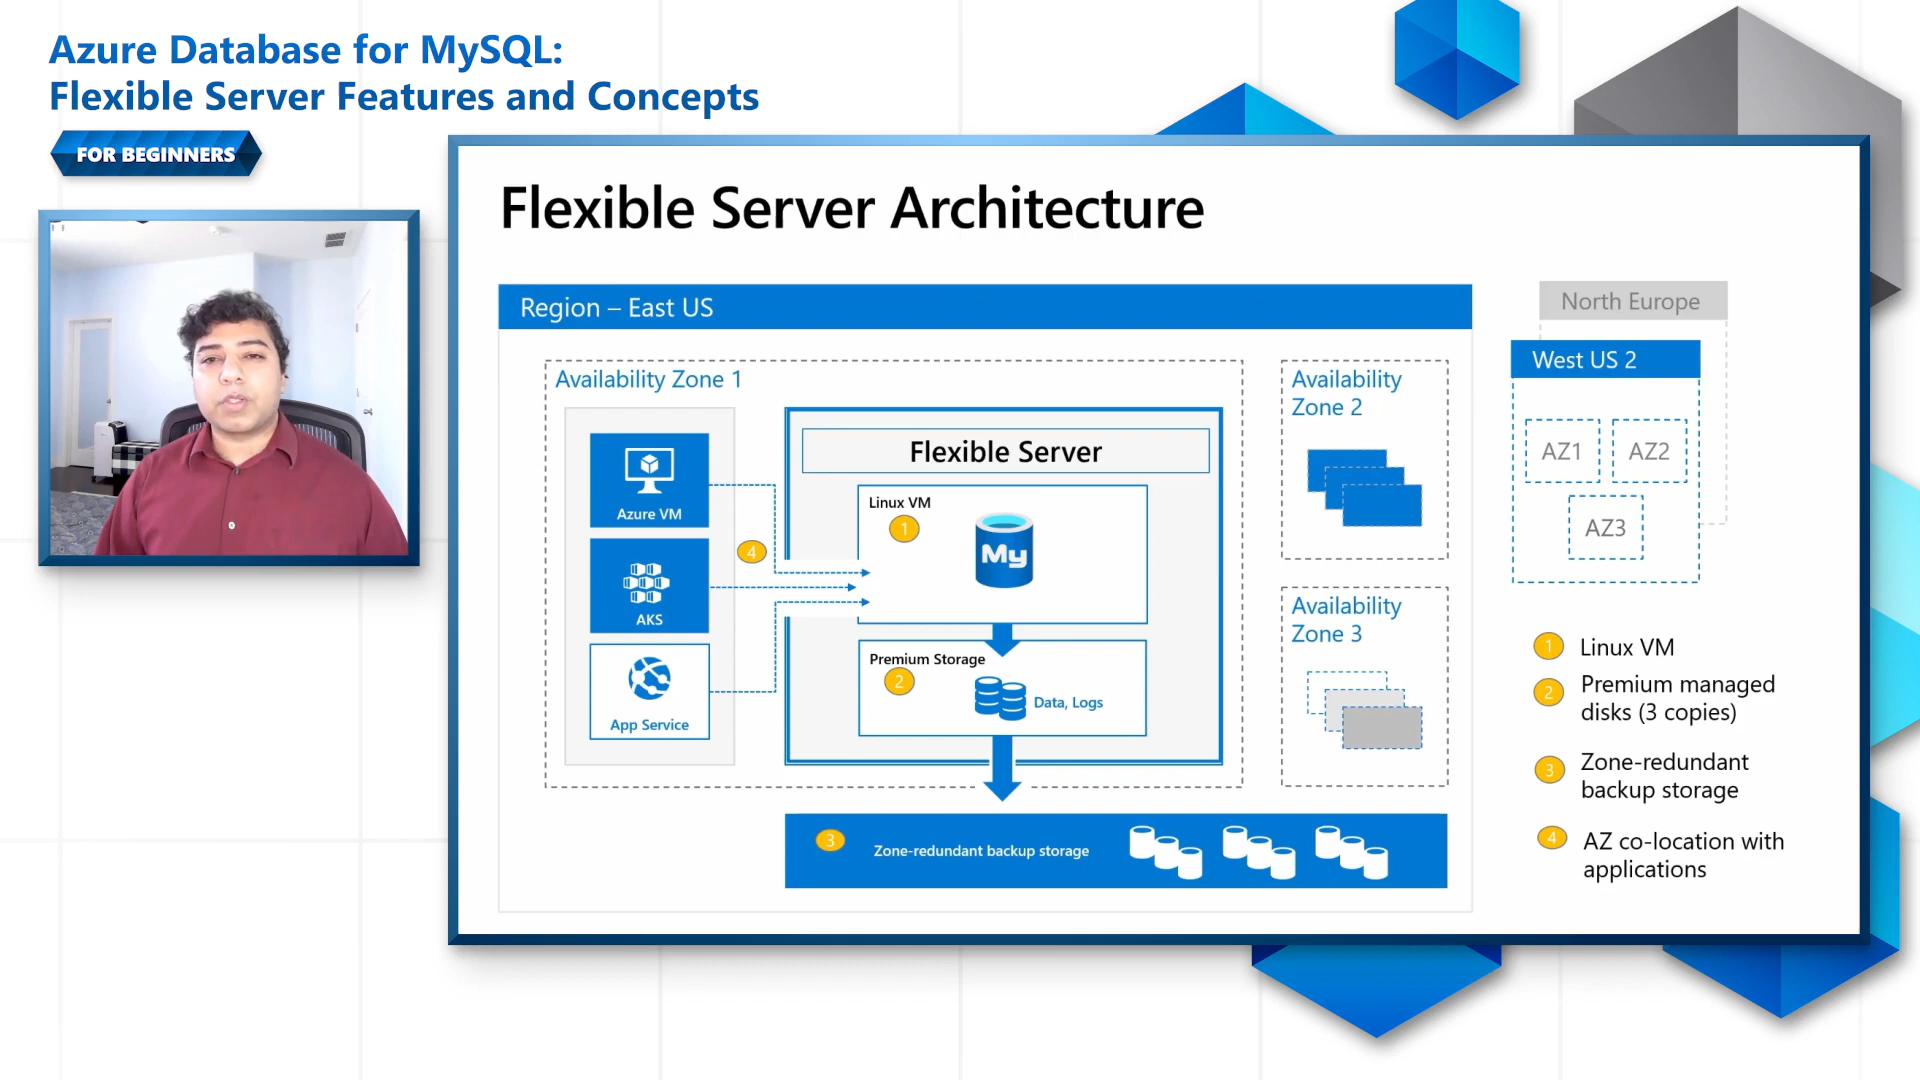 Azure Database for MySQL:
Flexible Server Features and Concepts
FOR BEGINNERS
Flexible Server Architecture
Region – East US
Availability Zone 1
Azure VM
AKS
App Service
4
Flexible Server
Linux VM
1
My
Premium Storage
2
Data, Logs
3
Zone-redundant backup storage
Availability
Zone 2
Availability
Zone 3
North Europe
West US 2
AZ1
AZ2
AZ3
1 Linux VM
2 Premium managed
disks (3 copies)
3 Zone-redundant
backup storage
4 AZ co-location with
applications